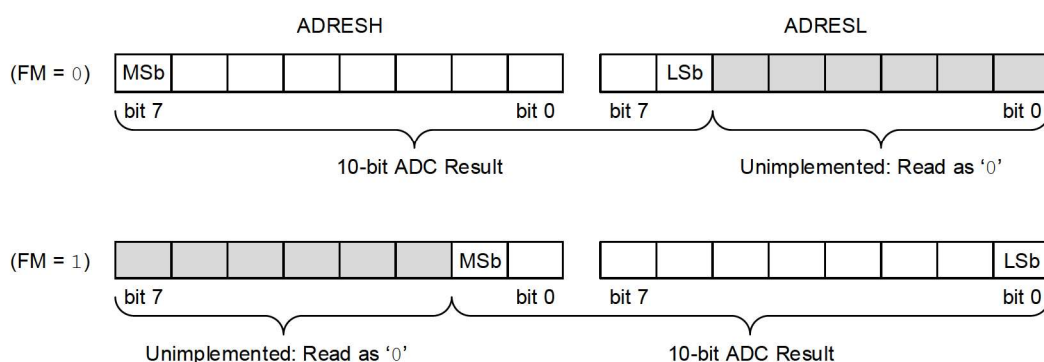 ADRESH ADRESL
(FM = 0) MSb LSb
bit 7 bit 0 bit 7 bit 0
10-bit ADC Result Unimplemented: Read as ‘0’
(FM = 1) MSb LSb
bit 7 bit 0 bit 7 bit 0
Unimplemented: Read as ‘0’ 10-bit ADC Result